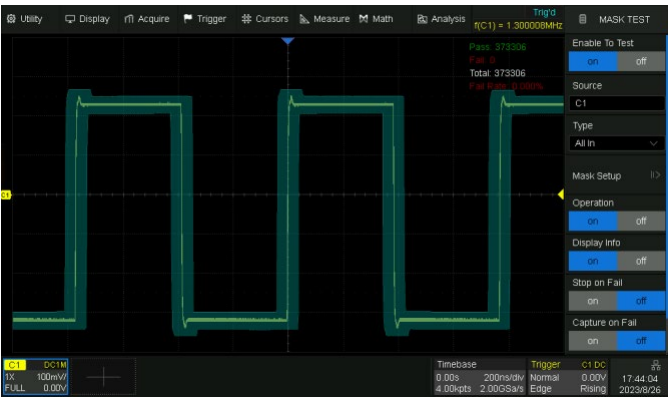 Utility Display Acquire Trigger Cursors Measure Math Analysis
Trig'd
f(C1) = 1.300008MHz
MASK TEST
Pass: 373306
Fail: 0
Total: 373306
Fail Rate: 0.000%
Enable To Test
on off
Source
C1
Type
All In
Mask Setup
Operation
on off
Display Info
on off
Stop on Fail
on off
Capture on Fail
on off
C1
C1 DC1M
1X 100mV/
FULL 0.00V
Timebase
0.00s 200ns/div
4.00kpts 2.00GSa/s
Trigger C1 DC
Normal 0.00V
Edge Rising
17:44:04
2023/8/26